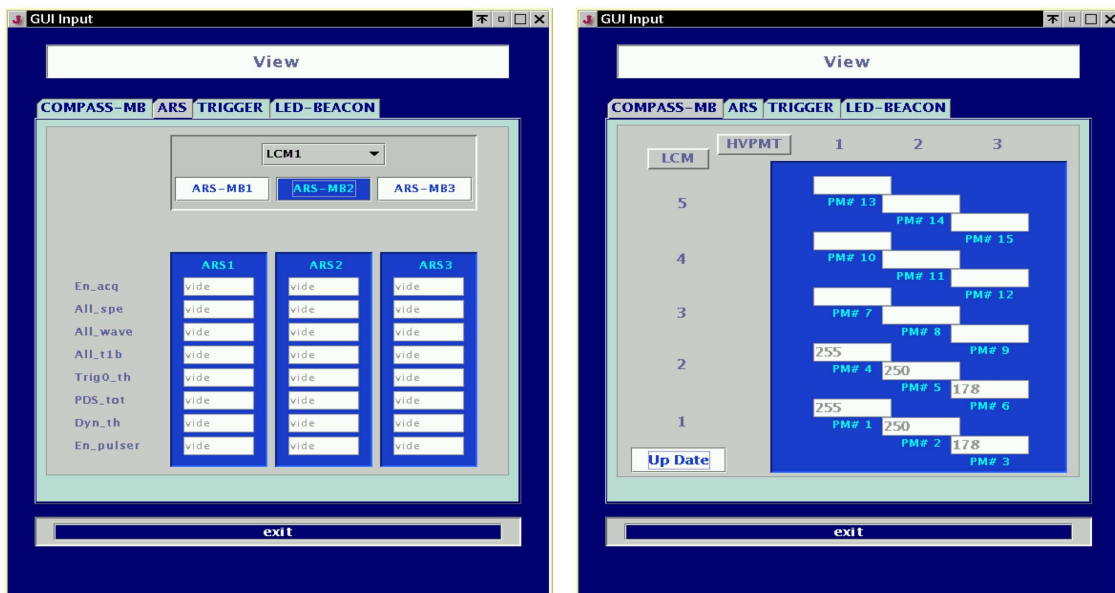 GUI Input
View
COMPASS-MB ARS TRIGGER LED-BEACON
LCM1
ARS-MB1 ARS-MB2 ARS-MB3
ARS1 ARS2 ARS3
En_acq vide vide vide
All_spe vide vide vide
All_wave vide vide vide
All_t1b vide vide vide
Trig0_th vide vide vide
PDS_tot vide vide vide
Dyn_th vide vide vide
En_pulser vide vide vide
exit
GUI Input
View
COMPASS-MB ARS TRIGGER LED-BEACON
LCM HVPMT 1 2 3
5
PM# 13
PM# 14
PM# 15
4
PM# 10
PM# 11
PM# 12
3
PM# 7
PM# 8
PM# 9
2
255
PM# 4
250
PM# 5
178
PM# 6
1
255
PM# 1
250
PM# 2
178
PM# 3
Up Date
exit